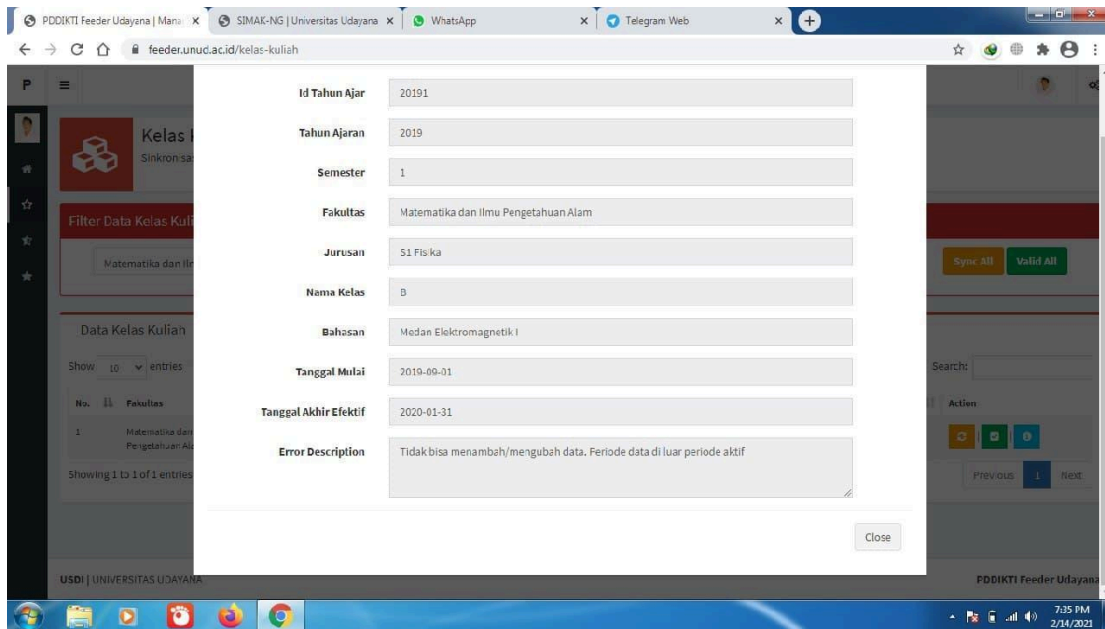 PDDIKTI Feeder Udayana | Mana
SIMAK-NG | Universitas Udayana
WhatsApp
Telegram Web
feeder.unud.ac.id/kelas-kuliah
P
Id Tahun Ajar 20191
Tahun Ajaran 2019
Kelas
Sinkronisa
Semester 1
Fakultas Matematika dan Ilmu Pengetahuan Alam
Filter Data Kelas Kuli
Jurusan S1 Fisika
Matematika dan Il
Sync All Valid All
Nama Kelas B
Bahasan Medan Elektromagnetik I
Data Kelas Kuliah
Tanggal Mulai 2019-09-01
Show 10 entries
Search:
Tanggal Akhir Efektif 2020-01-31
No. Fakultas
Action
1 Matematika dan
Pengetahuan Al
Error Description Tidak bisa menambah/mengubah data. Periode data di luar periode aktif
Showing 1 to 1 of 1 entries
Previous 1 Next
Close
USDI | UNIVERSITAS UDAYANA
PDDIKTI Feeder Udayana
7:35 PM
2/14/2021